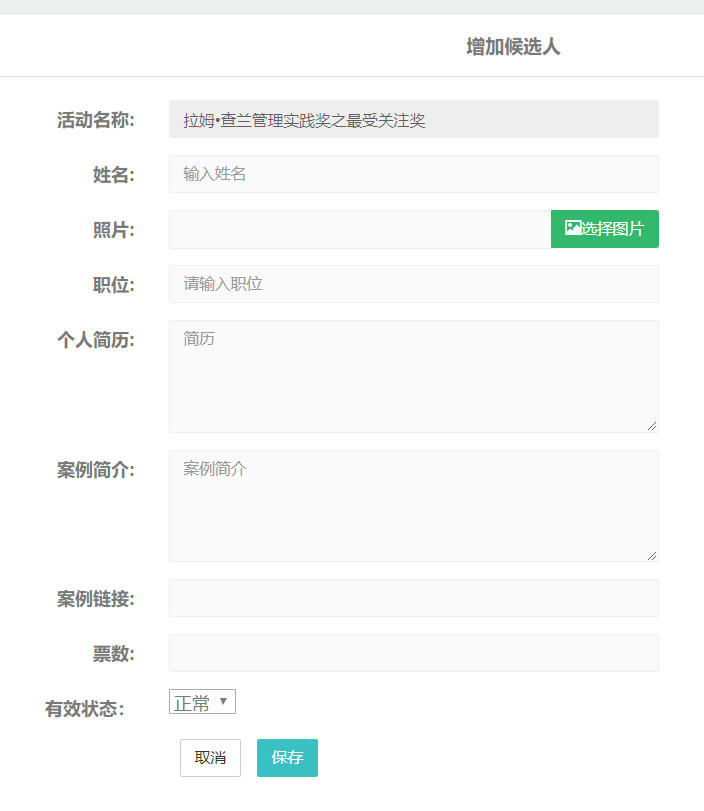 增加候选人
活动名称: 拉姆•查兰管理实践奖之最受关注奖
姓名: 输入姓名
照片: 选择图片
职位: 请输入职位
个人简历: 简历
案例简介: 案例简介
案例链接:
票数:
有效状态: 正常
取消 保存